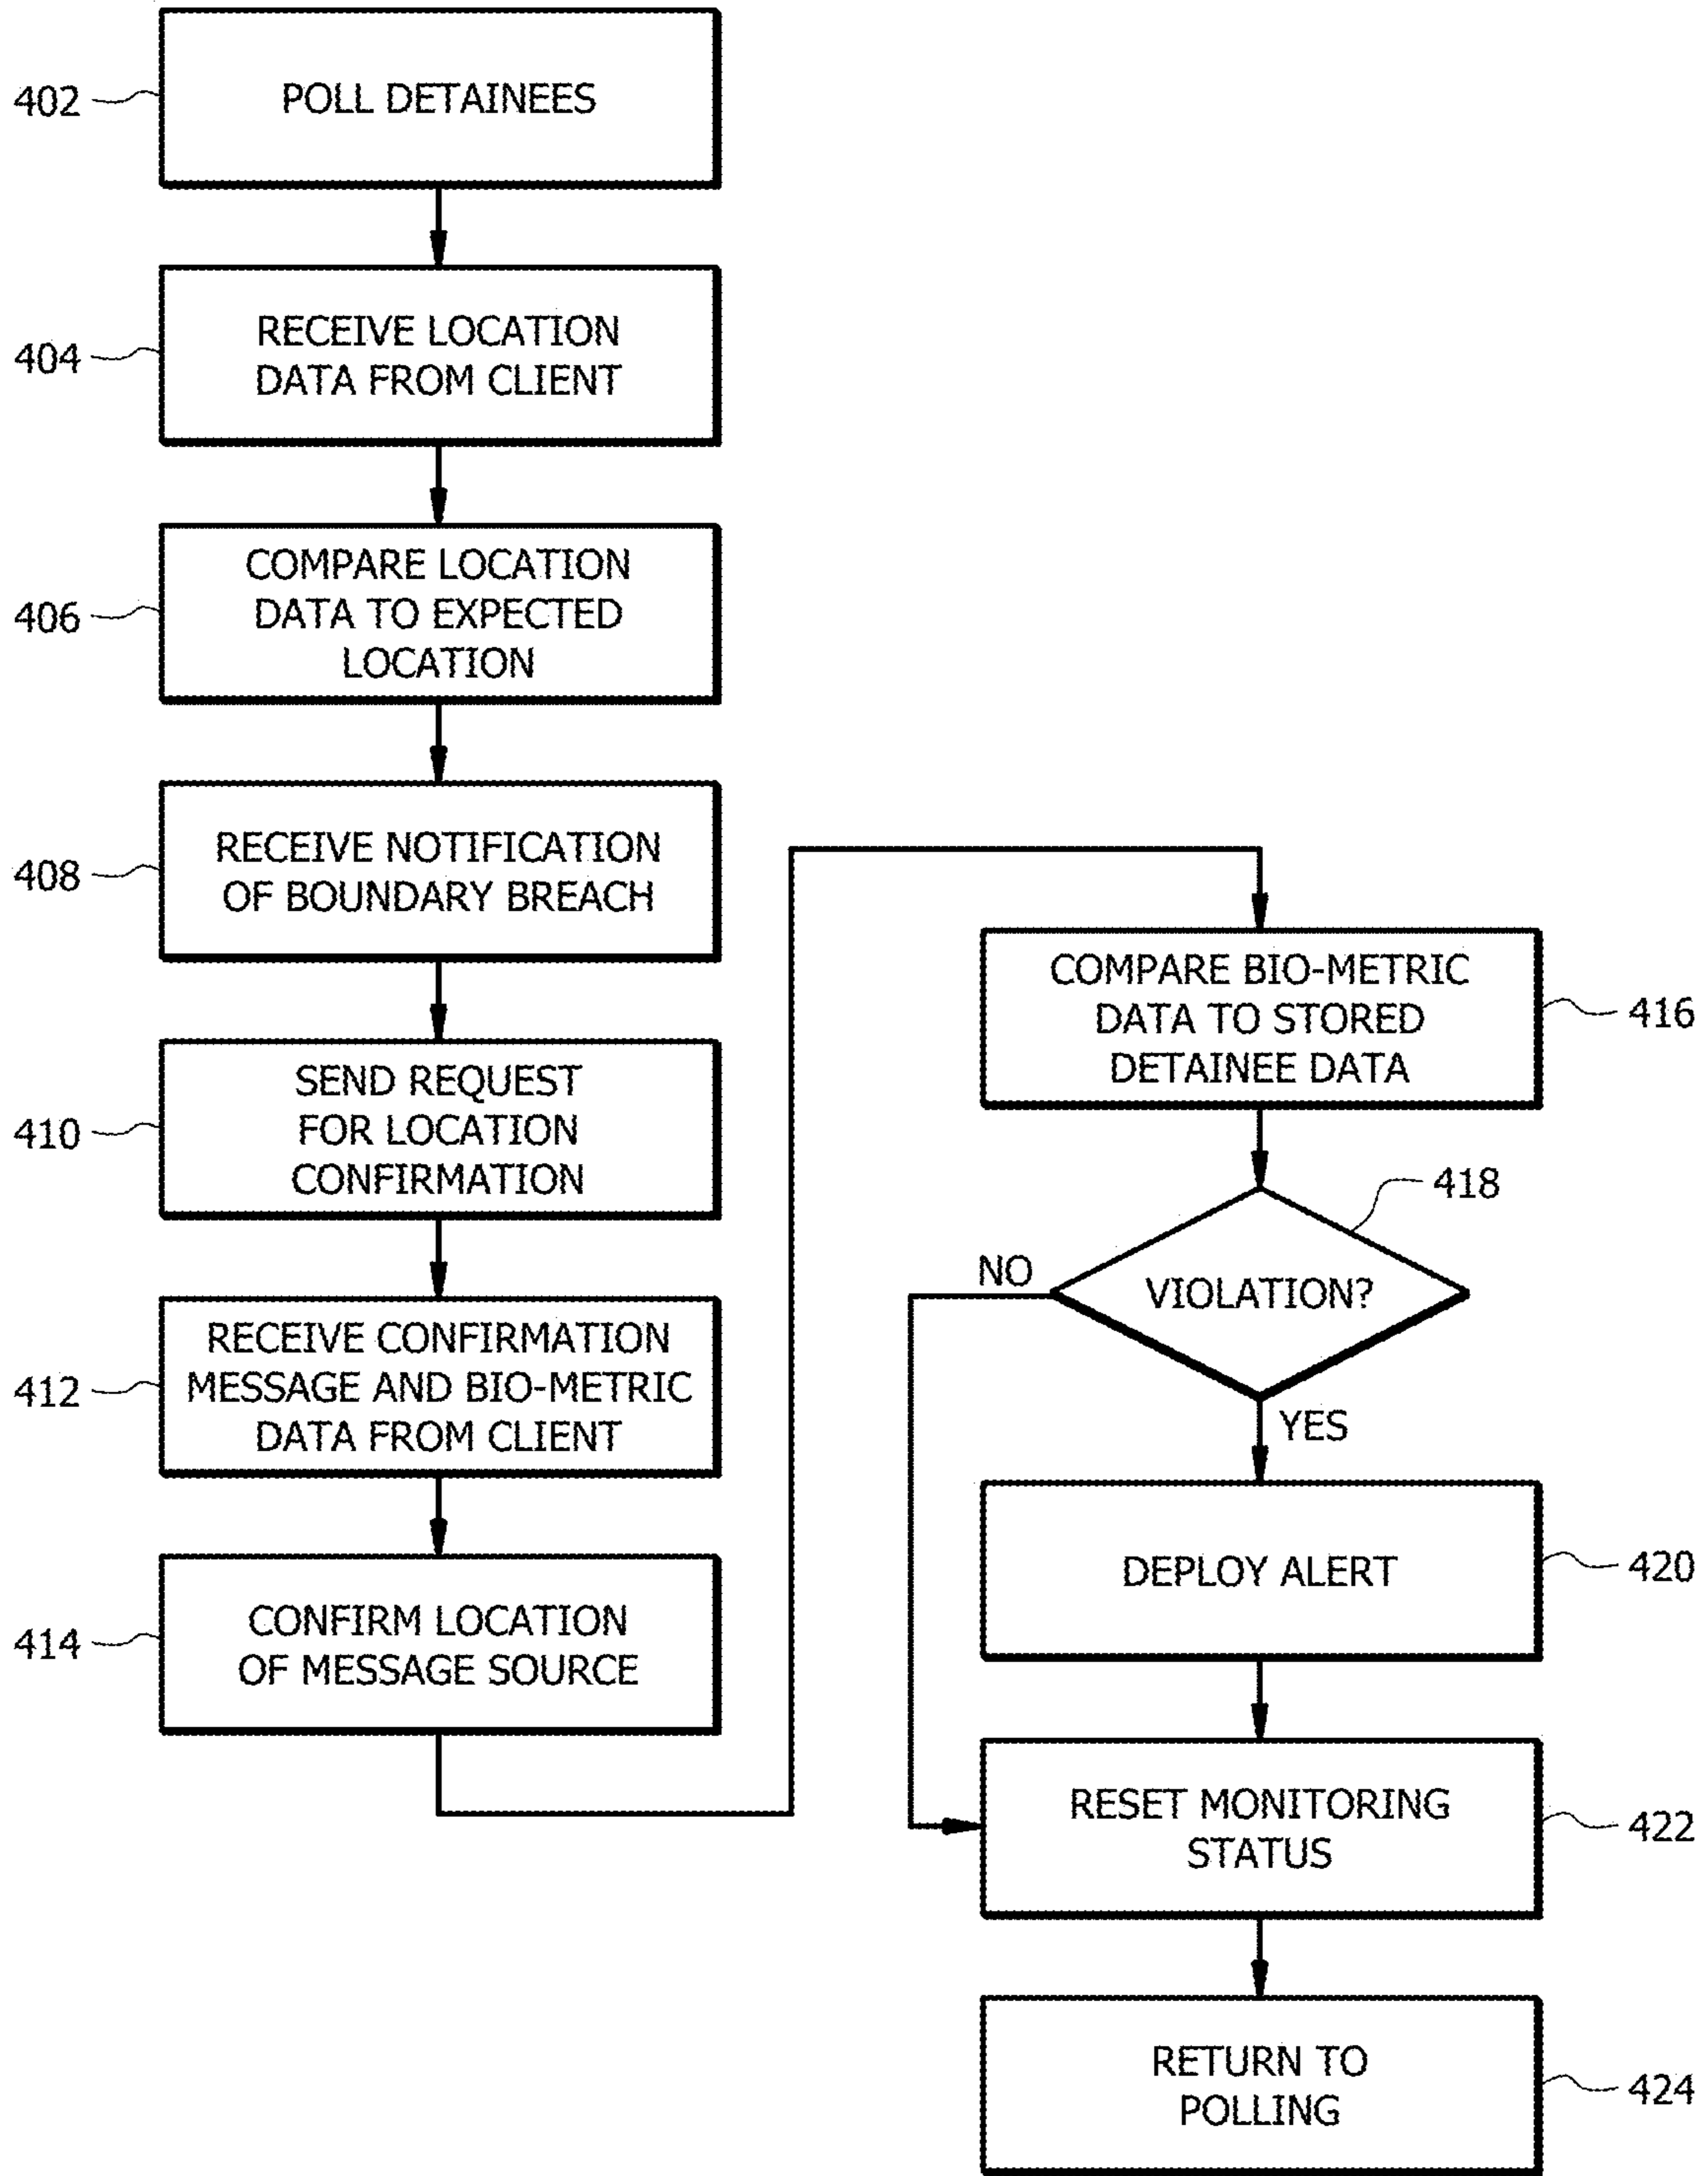 402
POLL DETAINEES
404
RECEIVE LOCATION
DATA FROM CLIENT
406
COMPARE LOCATION
DATA TO EXPECTED
LOCATION
408
RECEIVE NOTIFICATION
OF BOUNDARY BREACH
410
SEND REQUEST
FOR LOCATION
CONFIRMATION
412
RECEIVE CONFIRMATION
MESSAGE AND BIO-METRIC
DATA FROM CLIENT
414
CONFIRM LOCATION
OF MESSAGE SOURCE
COMPARE BIO-METRIC
DATA TO STORED
DETAINEE DATA
416
418
NO
VIOLATION?
YES
DEPLOY ALERT
420
RESET MONITORING
STATUS
422
RETURN TO
POLLING
424